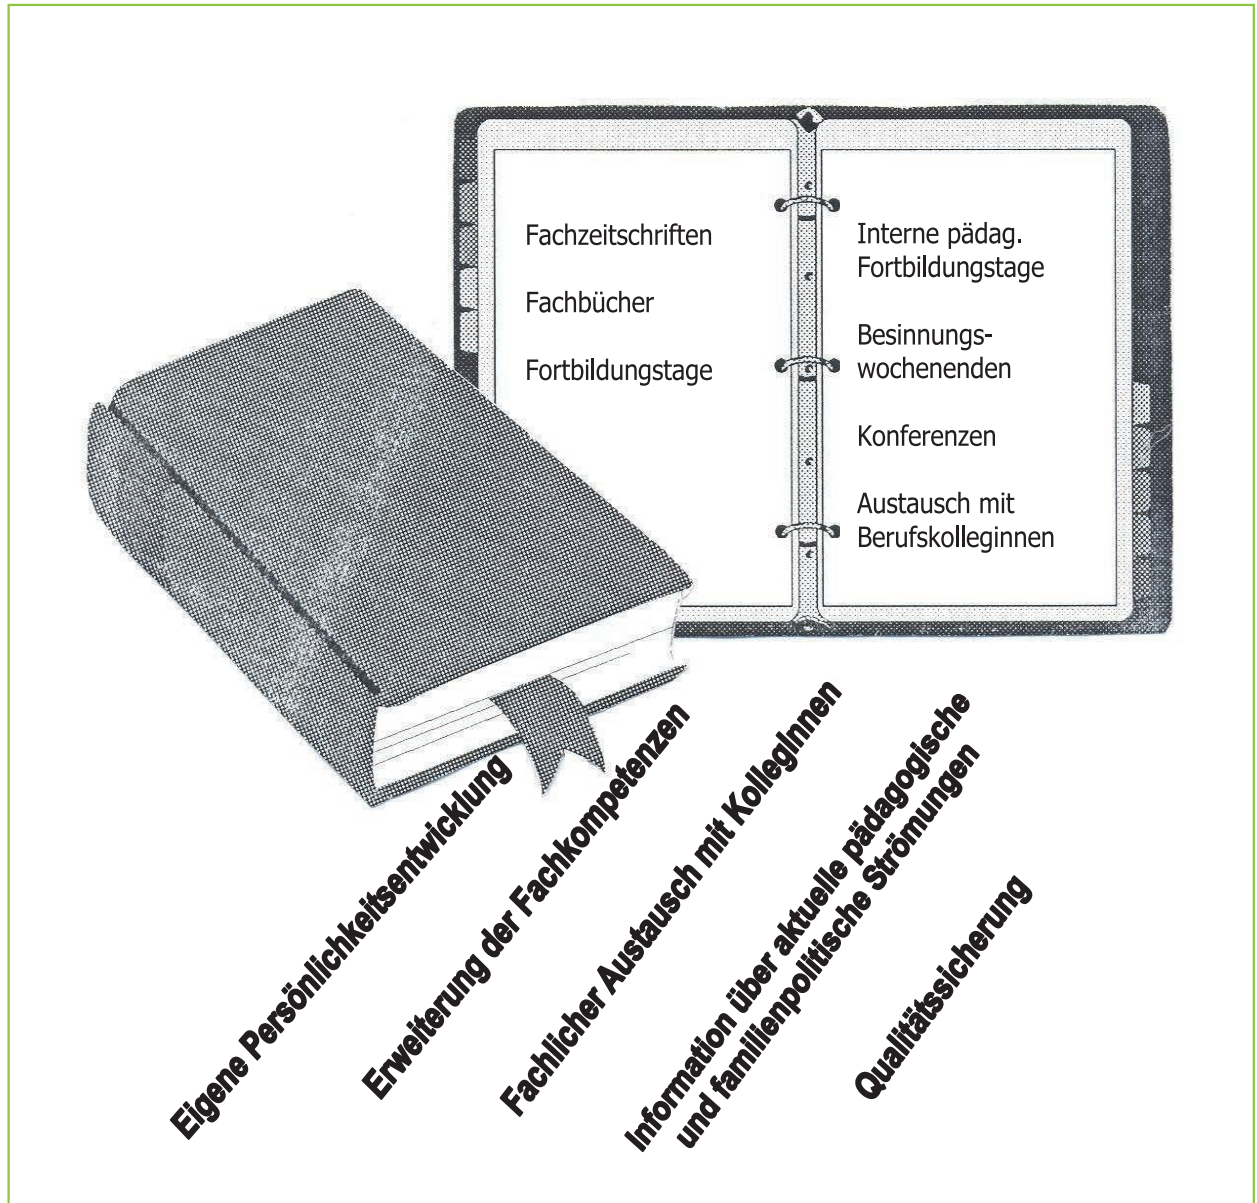 Fachzeitschriften
Fachbücher
Fortbildungstage
Interne pädag.
Fortbildungstage
Besinnungs-
wochenenden
Konferenzen
Austausch mit
Berufskolleginnen
Eigene Persönlichkeitsentwicklung
Erweiterung der Fachkompetenzen
Fachlicher Austausch mit KollegInnen
Information über aktuelle pädagogische
und familienpolitische Strömungen
Qualitätssicherung